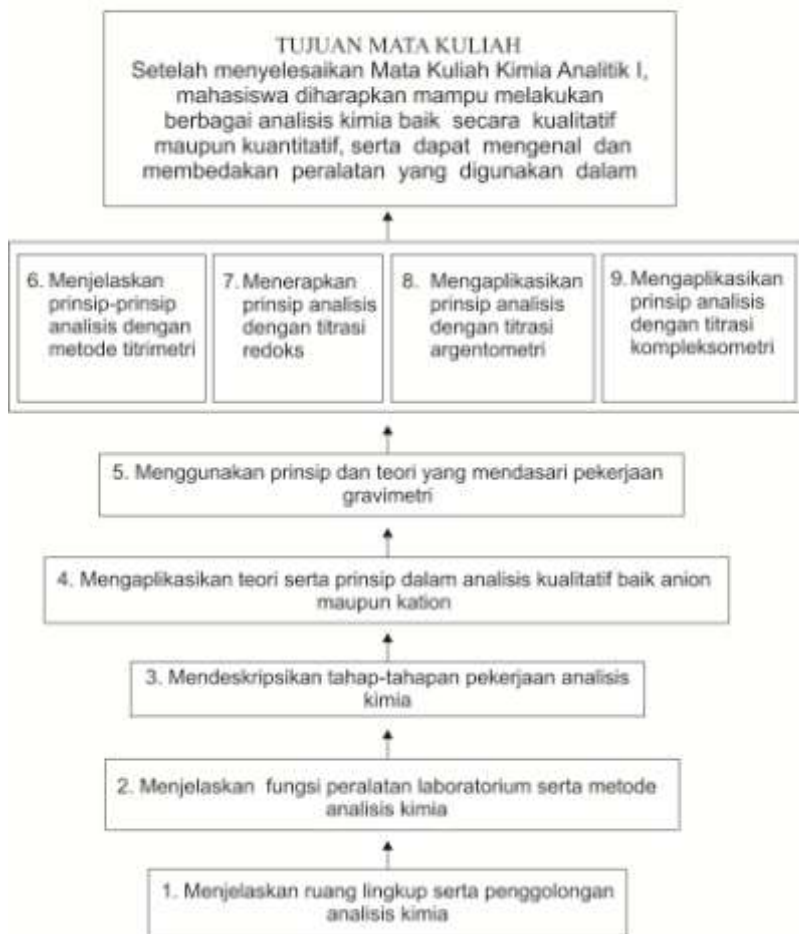 TUJUAN MATA KULIAH
Setelah menyelesaikan Mata Kuliah Kimia Analitik I,
mahasiswa diharapkan mampu melakukan
berbagai analisis kimia baik secara kualitatif
maupun kuantitatif, serta dapat mengenal dan
membedakan peralatan yang digunakan dalam
6. Menjelaskan
prinsip-prinsip
analisis dengan
metode titrimetri
7. Menerapkan
prinsip analisis
dengan titrasi
redoks
8. Mengaplikasikan
prinsip analisis
dengan titrasi
argentometri
9. Mengaplikasikan
prinsip analisis
dengan titrasi
kompleksometri
5. Menggunakan prinsip dan teori yang mendasari pekerjaan
gravimetri
4. Mengaplikasikan teori serta prinsip dalam analisis kualitatif baik anion
maupun kation
3. Mendeskripsikan tahap-tahapan pekerjaan analisis
kimia
2. Menjelaskan fungsi peralatan laboratorium serta metode
analisis kimia
1. Menjelaskan ruang lingkup serta penggolongan
analisis kimia